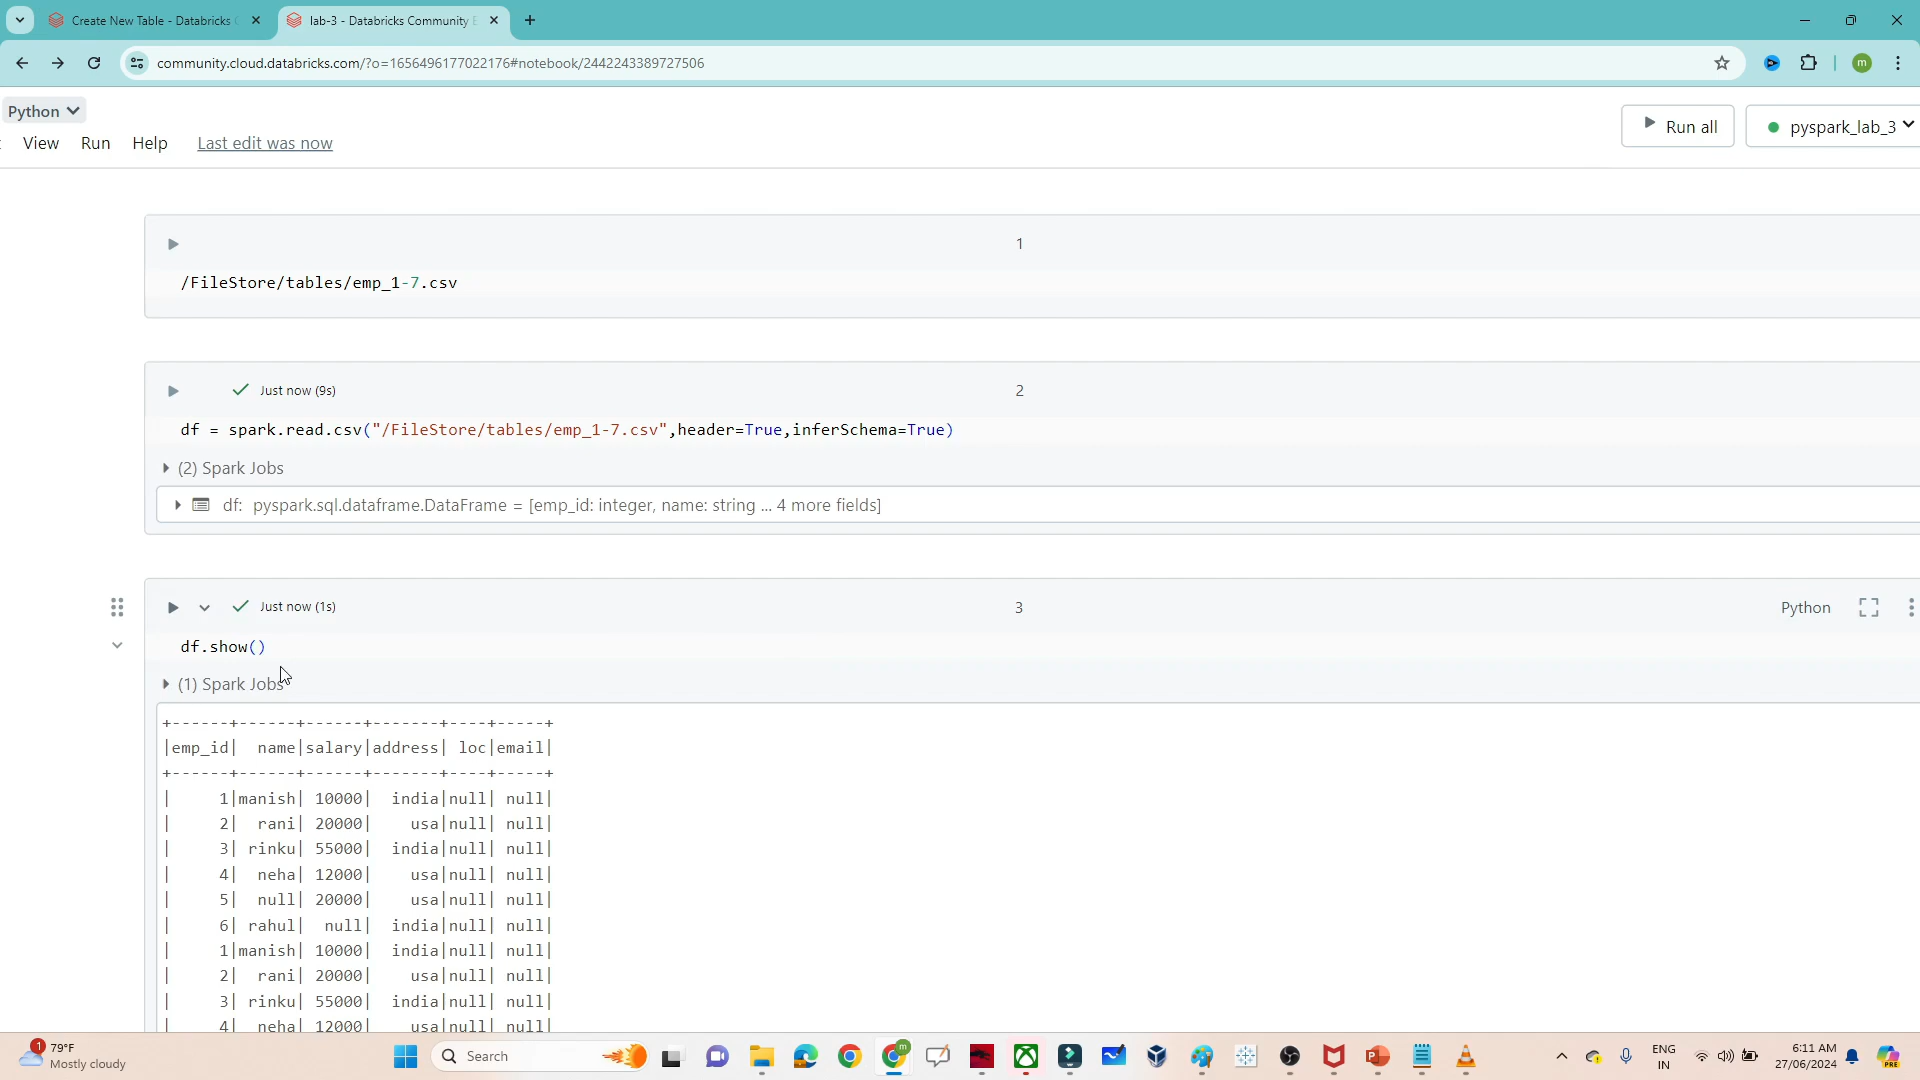 Create New Table - Databricks C
lab-3 - Databricks Community E
community.cloud.databricks.com/?o=1656496177022176#notebook/2442243389727506
m
Python
View Run Help Last edit was now
Run all
pyspark_lab_3
1
/FileStore/tables/emp_1-7.csv
Just now (9s)
2
df = spark.read.csv("/FileStore/tables/emp_1-7.csv",header=True,inferSchema=True)
(2) Spark Jobs
df: pyspark.sql.dataframe.DataFrame = [emp_id: integer, name: string ... 4 more fields]
Just now (1s)
3
Python
df.show()
(1) Spark Jobs
+------+------+------+-------+----+-----+
|emp_id|  name|salary|address| loc|email|
+------+------+------+-------+----+-----+
|     1|manish| 10000|  india|null| null|
|     2|  rani| 20000|    usa|null| null|
|     3| rinku| 55000|  india|null| null|
|     4|  neha| 12000|    usa|null| null|
|     5|  null| 20000|    usa|null| null|
|     6| rahul|  null|  india|null| null|
|     1|manish| 10000|  india|null| null|
|     2|  rani| 20000|    usa|null| null|
|     3| rinku| 55000|  india|null| null|
|     4|  neha| 12000|    usa|null| null|
1
79°F
Mostly cloudy
Search
m
ENG
IN
6:11 AM
27/06/2024
PRE